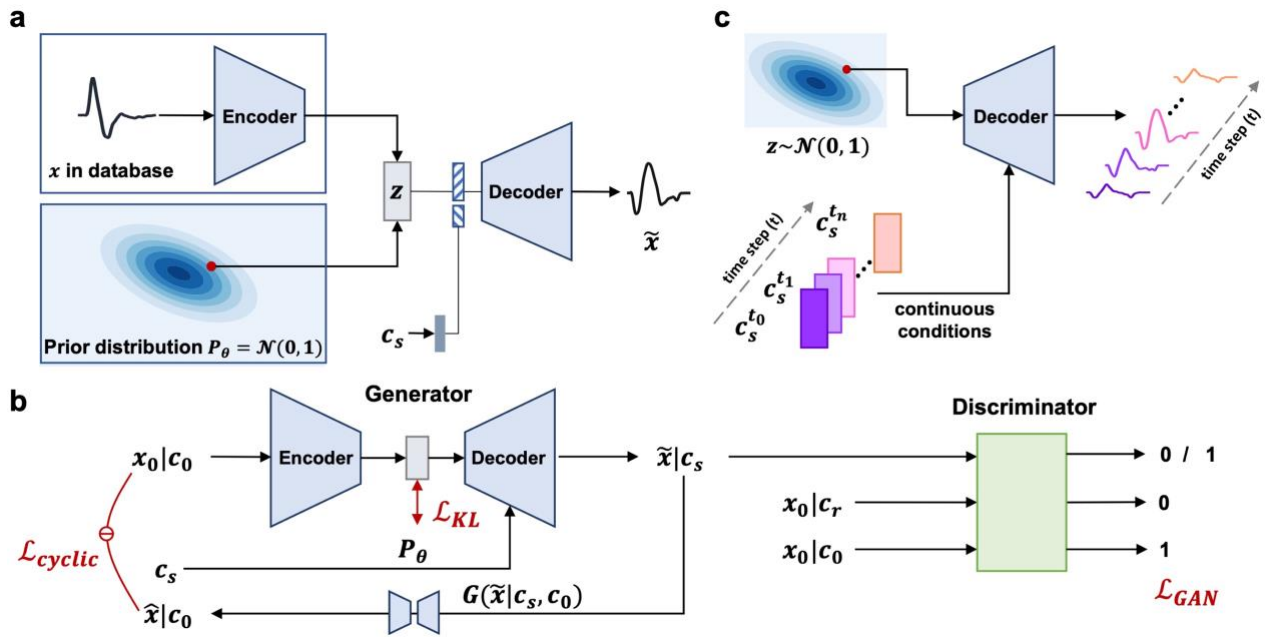 a
Encoder
x in database
Prior distribution P_θ = 𝒩(0, 1)
z
c_s
Decoder
x̃
c
z~𝒩(0, 1)
Decoder
time step (t)
time step (t)
c_s^{t_n}
c_s^{t_1}
c_s^{t_0}
continuous
conditions
b
Generator
x_0|c_0
Encoder
Decoder
x̃|c_s
ℒ_KL
P_θ
ℒ_cyclic
c_s
x̂|c_0
G(x̃|c_s, c_0)
Discriminator
x_0|c_r
x_0|c_0
0 / 1
0
1
ℒ_GAN